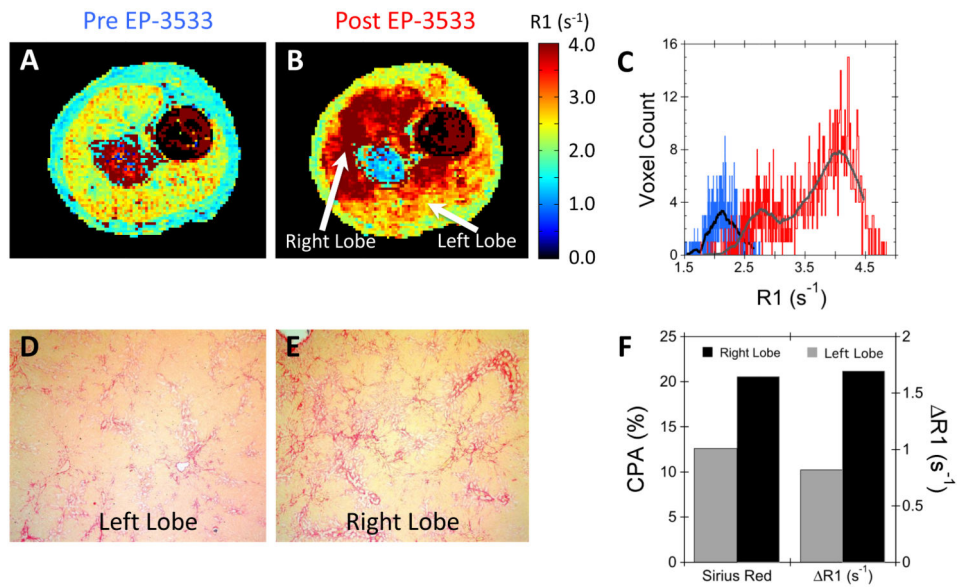 Pre EP-3533
Post EP-3533
R1 (s⁻¹)
A
B
4.0
3.0
2.0
1.0
0.0
Right Lobe
Left Lobe
C
Voxel Count
16
12
8
4
0
1.5 2.5 3.5 4.5
R1 (s⁻¹)
D
Left Lobe
E
Right Lobe
F
Right Lobe Left Lobe
CPA (%)
25
20
15
10
5
0
2
1.5
1
0.5
0
ΔR1 (s⁻¹)
Sirius Red ΔR1 (s⁻¹)